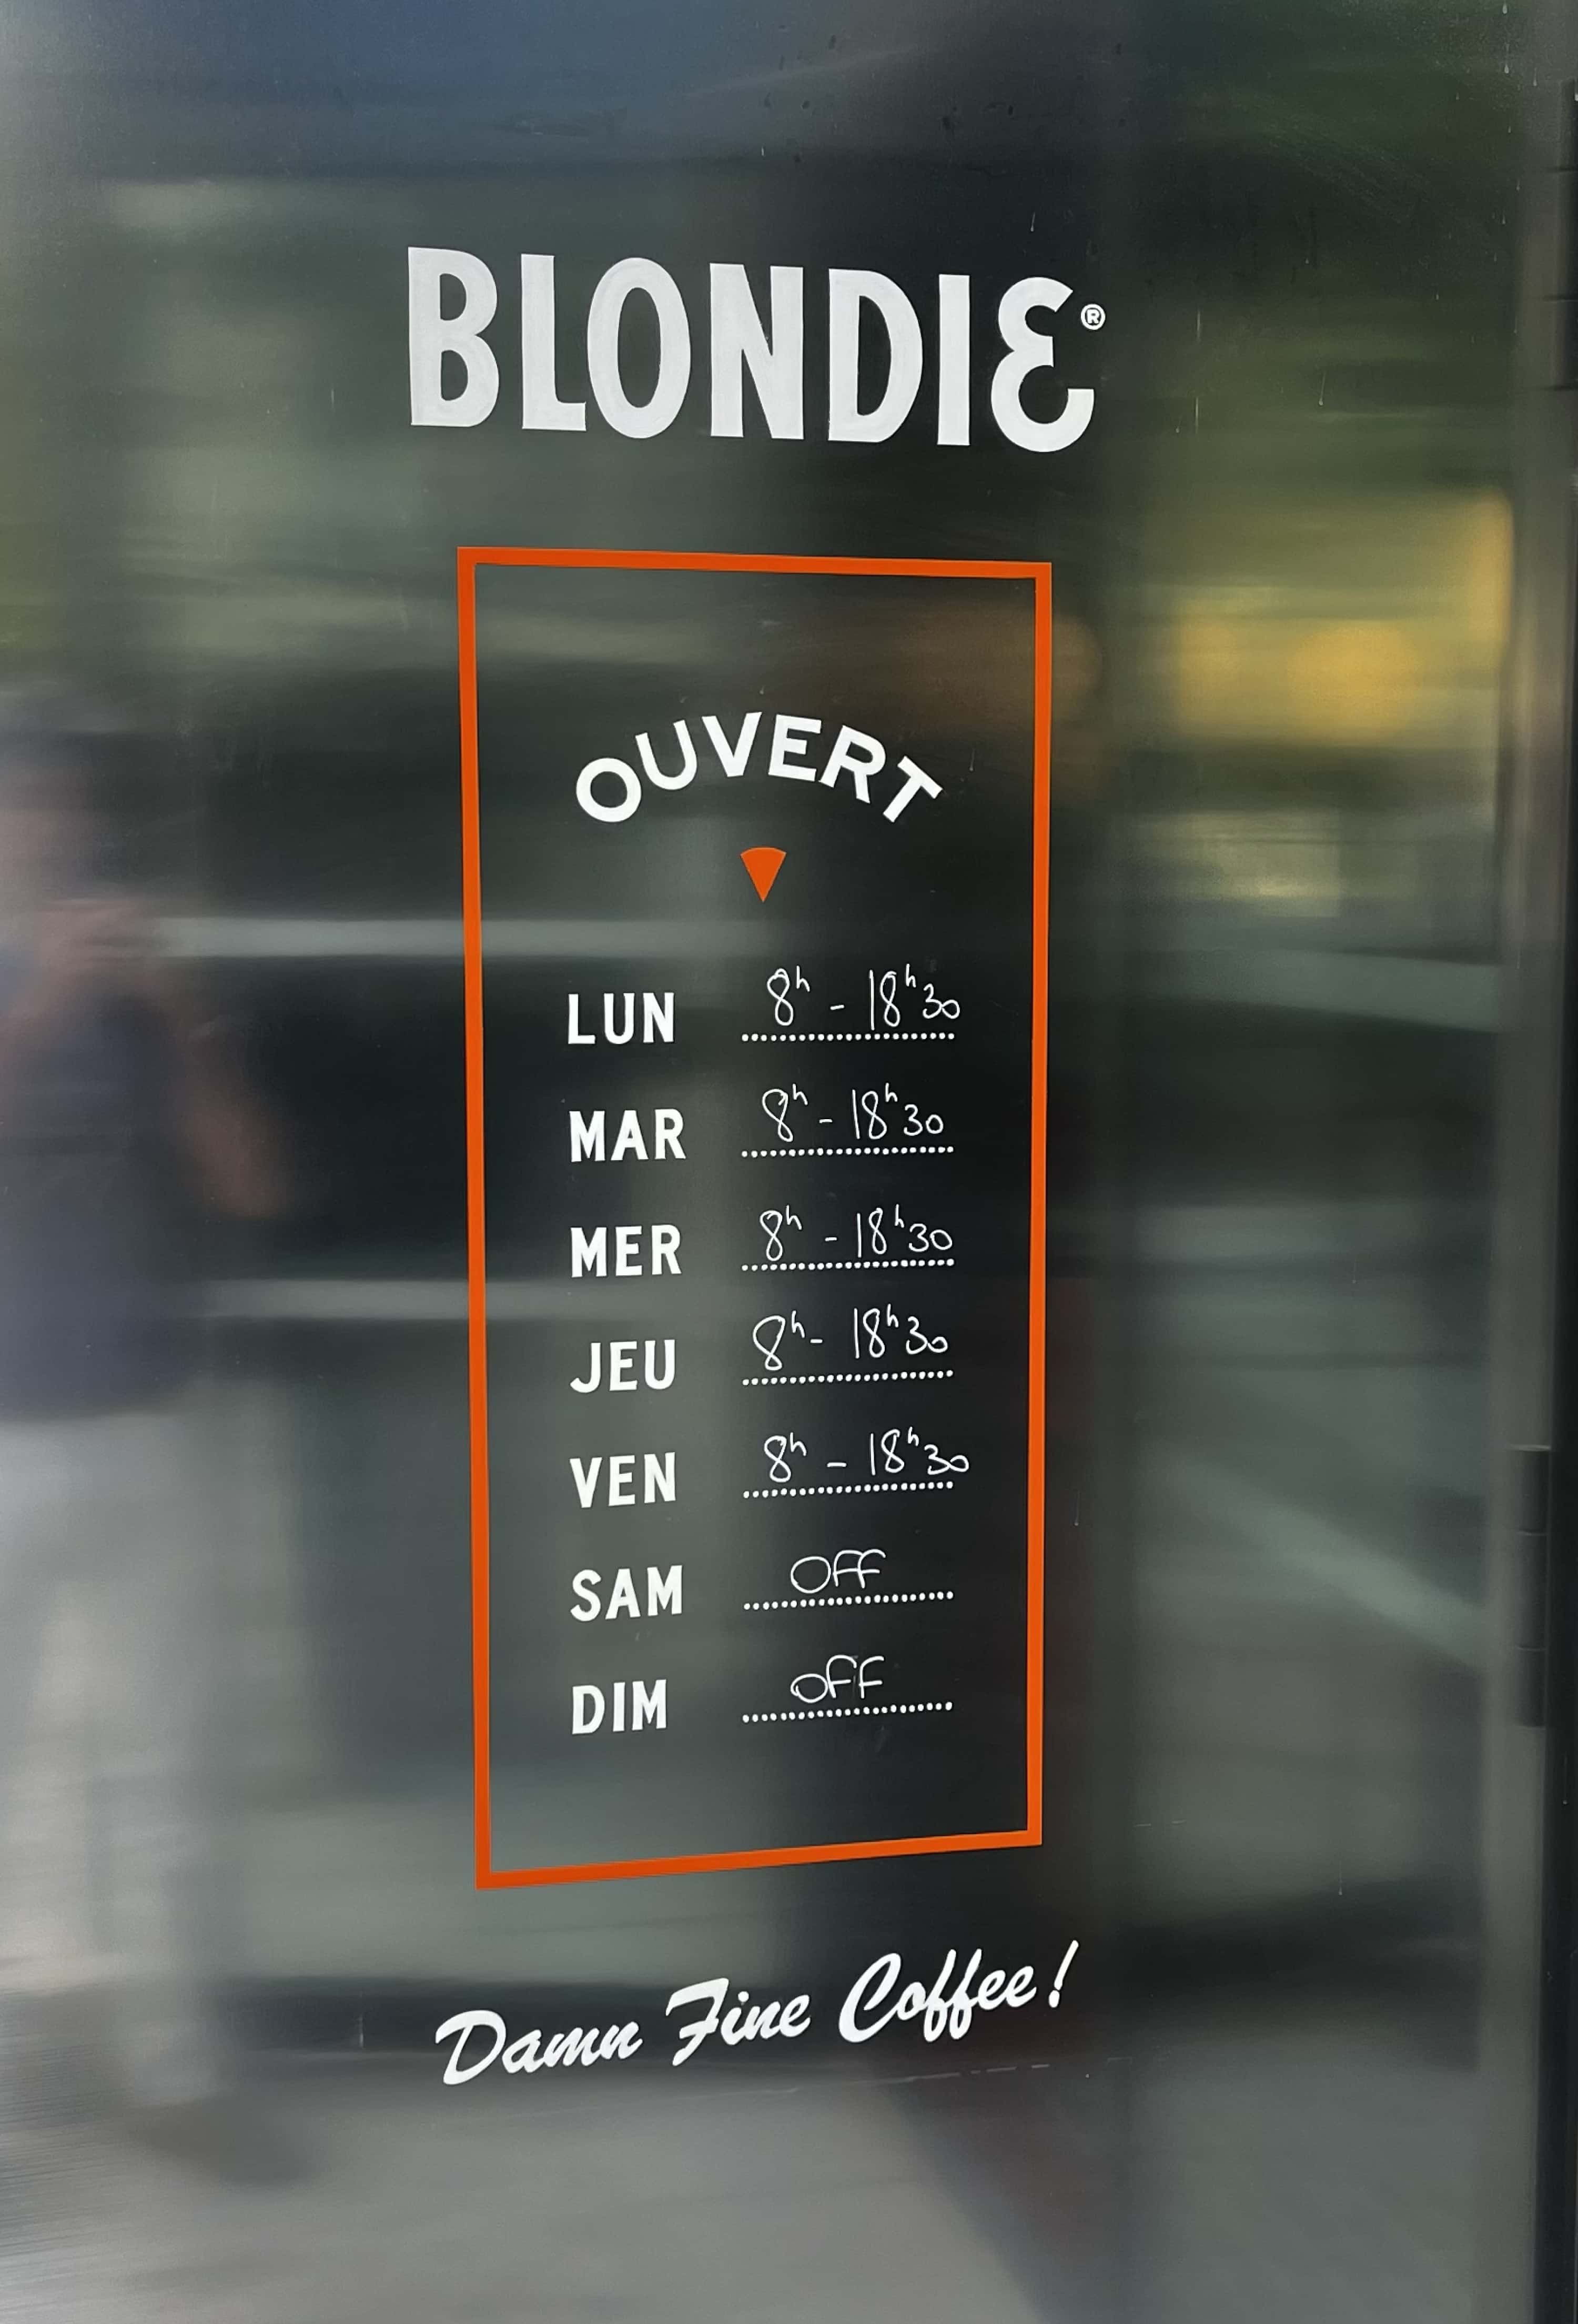 BLONDIE®
OUVERT
LUN 8h - 18h30
MAR 8h - 18h30
MER 8h - 18h30
JEU 8h - 18h30
VEN 8h - 18h30
SAM OFF
DIM OFF
Damn Fine Coffee!